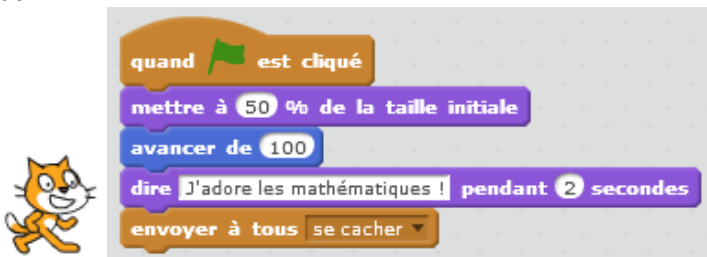 quand est cliqué
mettre à 50 % de la taille initiale
avancer de 100
dire J'adore les mathématiques ! pendant 2 secondes
envoyer à tous se cacher